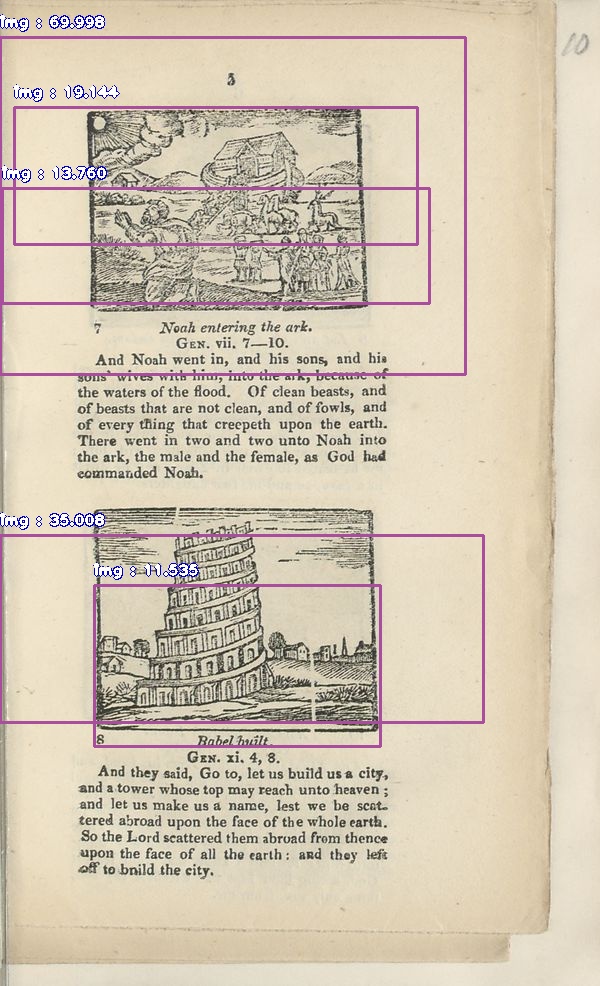 img : 69.998
10
3
img : 19.144
img : 13.760
7 Noah entering the ark.
GEN. vii. 7—10.
And Noah went in, and his sons, and his
sons' wives with him, into the ark, because of
the waters of the flood. Of clean beasts, and
of beasts that are not clean, and of fowls, and
of every thing that creepeth upon the earth.
There went in two and two unto Noah into
the ark, the male and the female, as God had
commanded Noah.
img : 35.008
img : 11.535
8 Babel built.
GEN. xi. 4, 8.
And they said, Go to, let us build us a city,
and a tower whose top may reach unto heaven ;
and let us make us a name, lest we be scat-
tered abroad upon the face of the whole earth.
So the Lord scattered them abroad from thence
upon the face of all the earth : and they left
off to bnild the city.